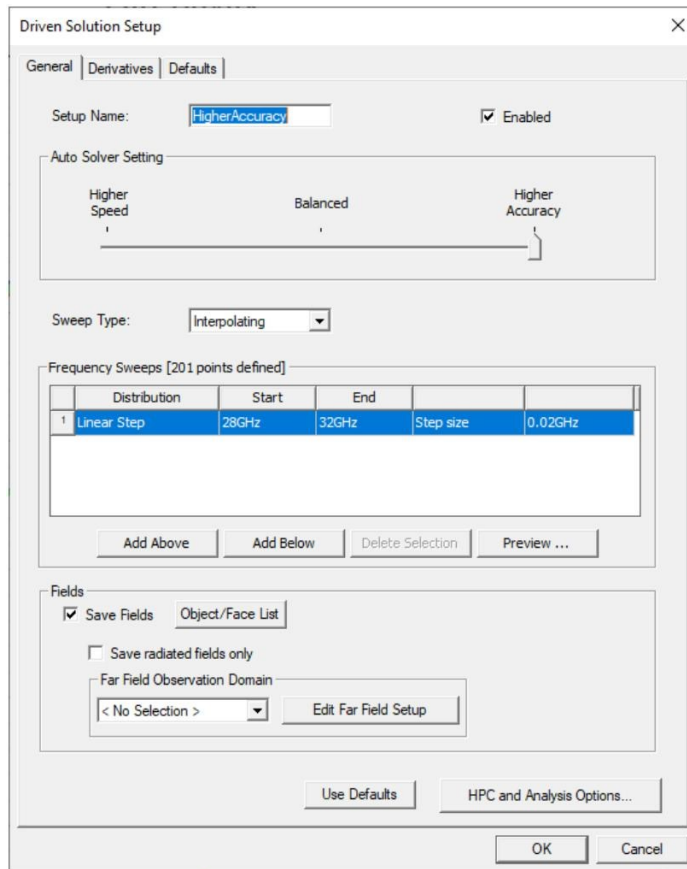 Driven Solution Setup
General Derivatives Defaults
Setup Name: HigherAccuracy Enabled
Auto Solver Setting
Higher Speed Balanced Higher Accuracy
Sweep Type: Interpolating
Frequency Sweeps [201 points defined]
Distribution Start End
1 Linear Step 28GHz 32GHz Step size 0.02GHz
Add Above Add Below Delete Selection Preview ...
Fields
Save Fields Object/Face List
Save radiated fields only
Far Field Observation Domain
< No Selection > Edit Far Field Setup
Use Defaults HPC and Analysis Options...
OK Cancel